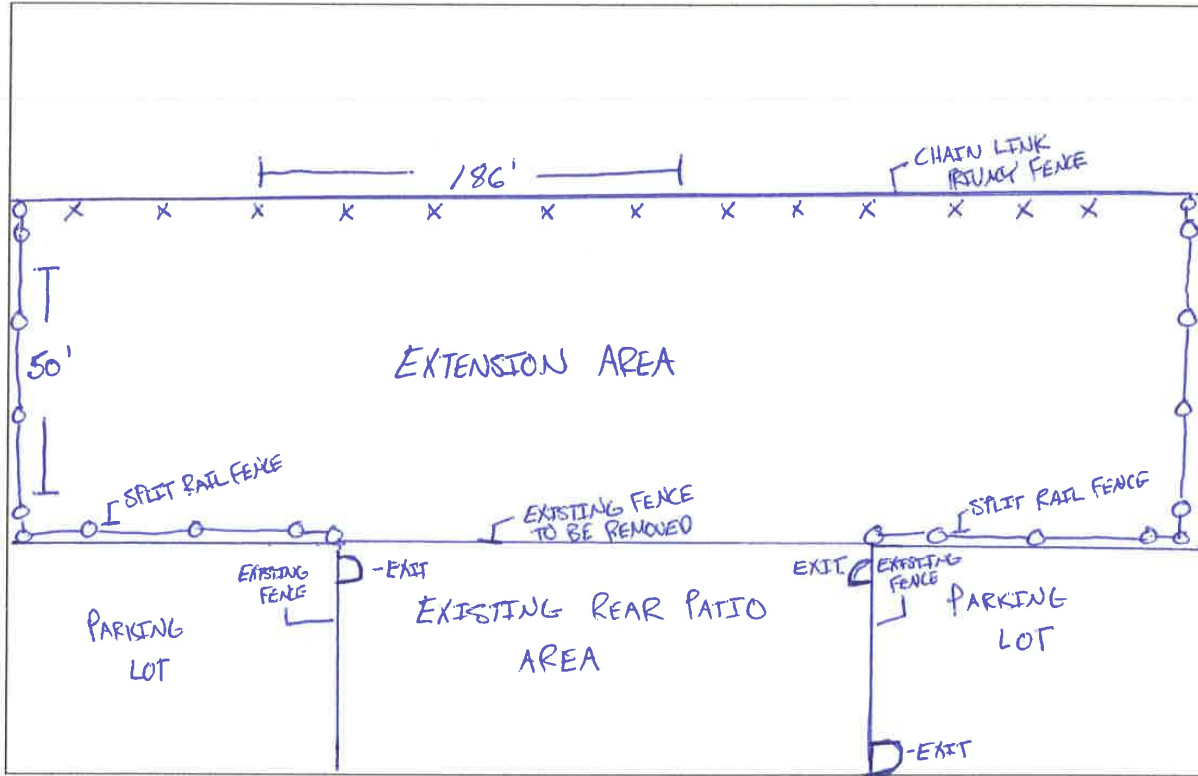 186'
CHAIN LINK
PRIVACY FENCE
X X X X X X X X X X X X X
50'
EXTENSION AREA
SPLIT RAIL FENCE
EXISTING FENCE
TO BE REMOVED
SPLIT RAIL FENCE
EXISTING
FENCE
-EXIT
EXIT
EXISTING
FENCE
PARKING
LOT
EXISTING REAR PATIO
AREA
PARKING
LOT
-EXIT